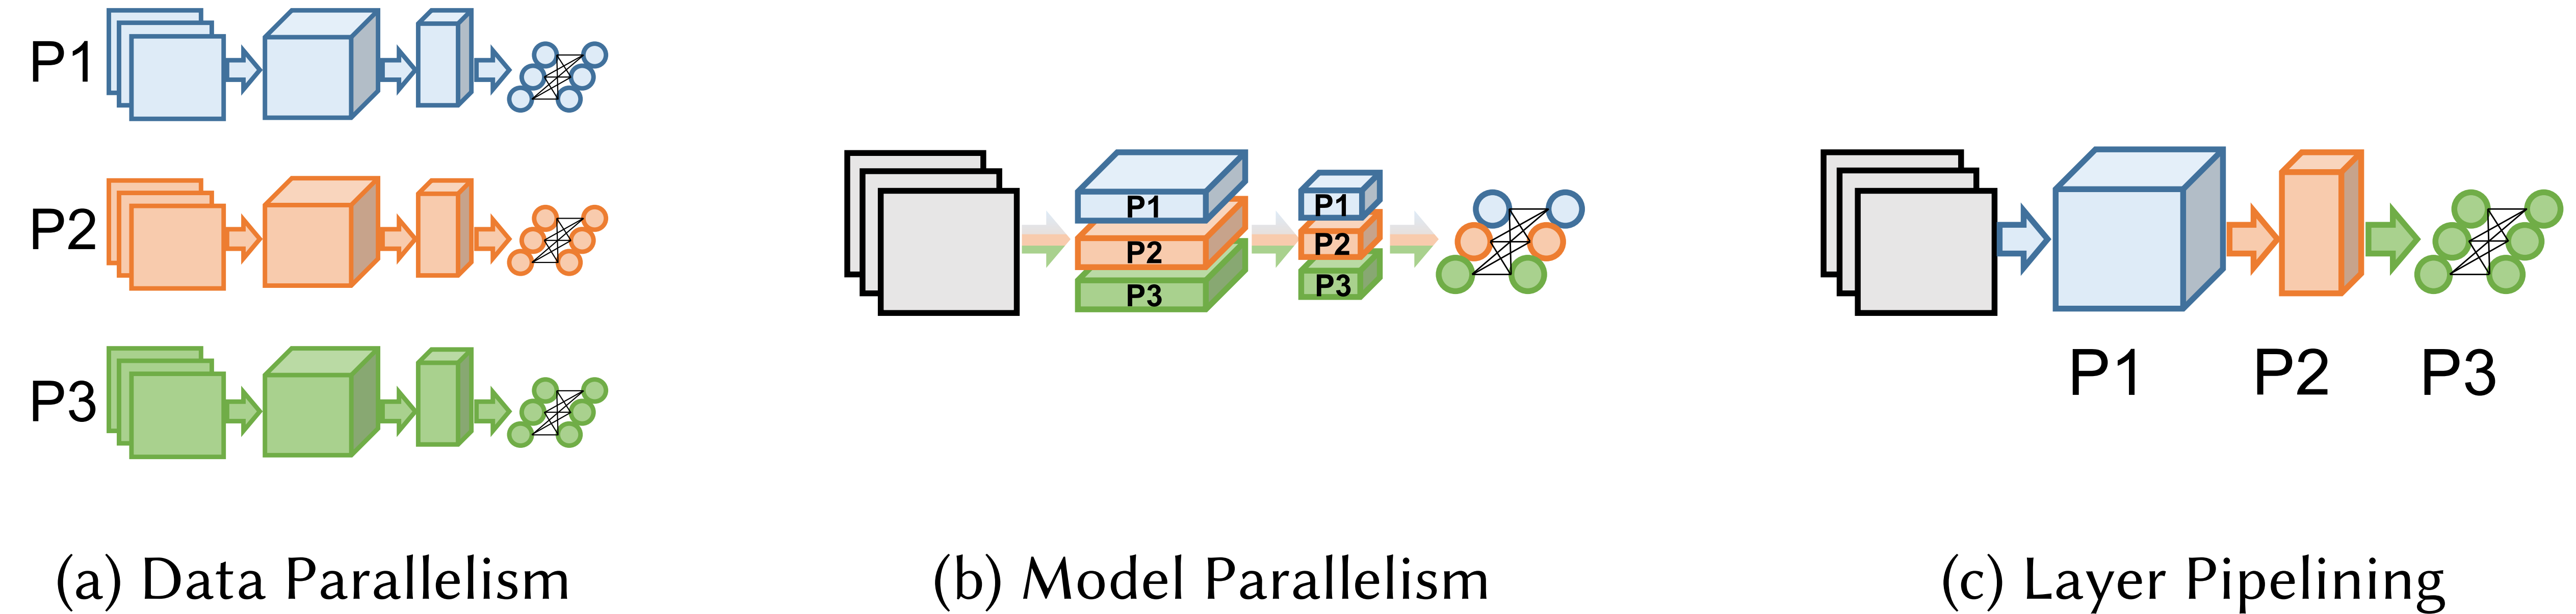 P1
P2
P3
(a) Data Parallelism
P1
P2
P3
P1
P2
P3
(b) Model Parallelism
P1 P2 P3
(c) Layer Pipelining